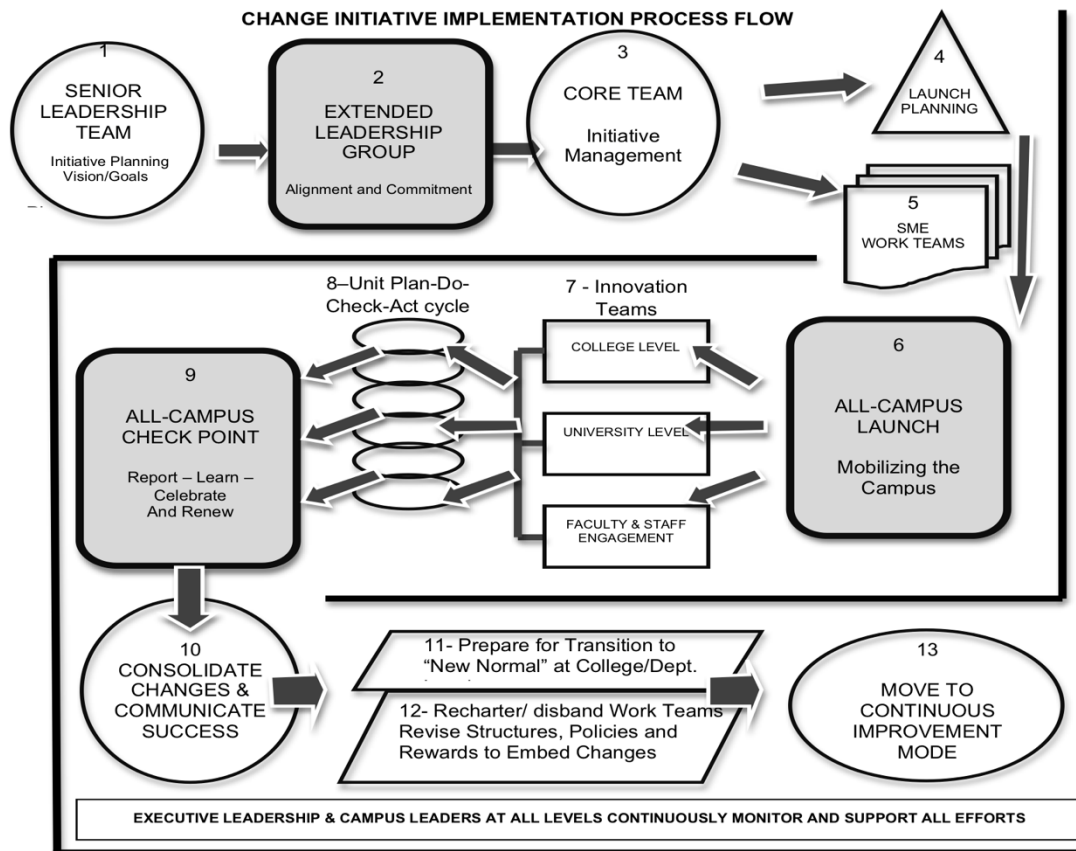 CHANGE INITIATIVE IMPLEMENTATION PROCESS FLOW
1
SENIOR
LEADERSHIP
TEAM
Initiative Planning
Vision/Goals
2
EXTENDED
LEADERSHIP
GROUP
Alignment and Commitment
3
CORE TEAM
Initiative
Management
4
LAUNCH
PLANNING
5
SME
WORK TEAMS
6
ALL-CAMPUS
LAUNCH
Mobilizing the
Campus
7 - Innovation
Teams
COLLEGE LEVEL
UNIVERSITY LEVEL
FACULTY & STAFF
ENGAGEMENT
8–Unit Plan-Do-
Check-Act cycle
9
ALL-CAMPUS
CHECK POINT
Report – Learn –
Celebrate
And Renew
10
CONSOLIDATE
CHANGES &
COMMUNICATE
SUCCESS
11- Prepare for Transition to
“New Normal” at College/Dept.
12- Recharter/ disband Work Teams
Revise Structures, Policies and
Rewards to Embed Changes
13
MOVE TO
CONTINUOUS
IMPROVEMENT
MODE
EXECUTIVE LEADERSHIP & CAMPUS LEADERS AT ALL LEVELS CONTINUOUSLY MONITOR AND SUPPORT ALL EFFORTS